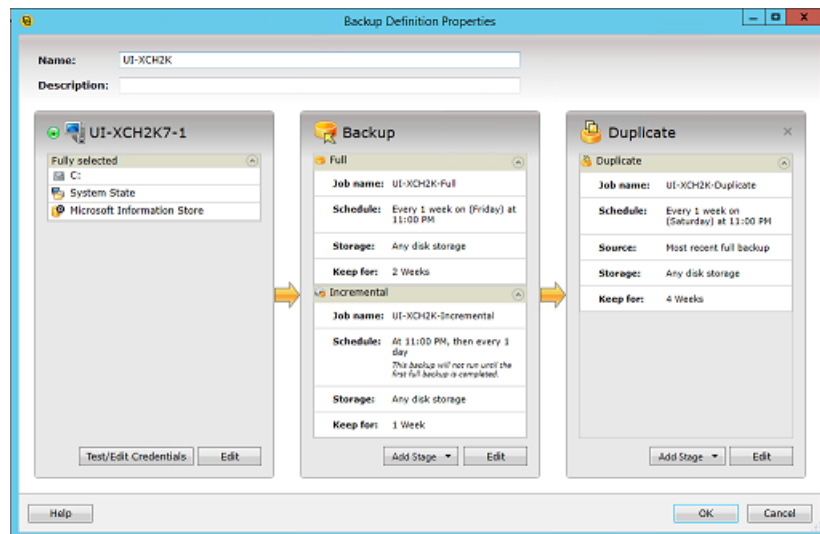 Backup Definition Properties
Name: UI-XCH2K
Description:
UI-XCH2K7-1
Fully selected
C:
System State
Microsoft Information Store
Test/Edit Credentials Edit
Backup
Full
Job name: UI-XCH2K-Full
Schedule: Every 1 week on (Friday) at
11:00 PM
Storage: Any disk storage
Keep for: 2 Weeks
Incremental
Job name: UI-XCH2K-Incremental
Schedule: At 11:00 PM, then every 1
day
This backup will not run until the
first full backup is completed.
Storage: Any disk storage
Keep for: 1 Week
Add Stage Edit
Duplicate
Duplicate
Job name: UI-XCH2K-Duplicate
Schedule: Every 1 week on
(Saturday) at 11:00 PM
Source: Most recent full backup
Storage: Any disk storage
Keep for: 4 Weeks
Add Stage Edit
Help OK Cancel